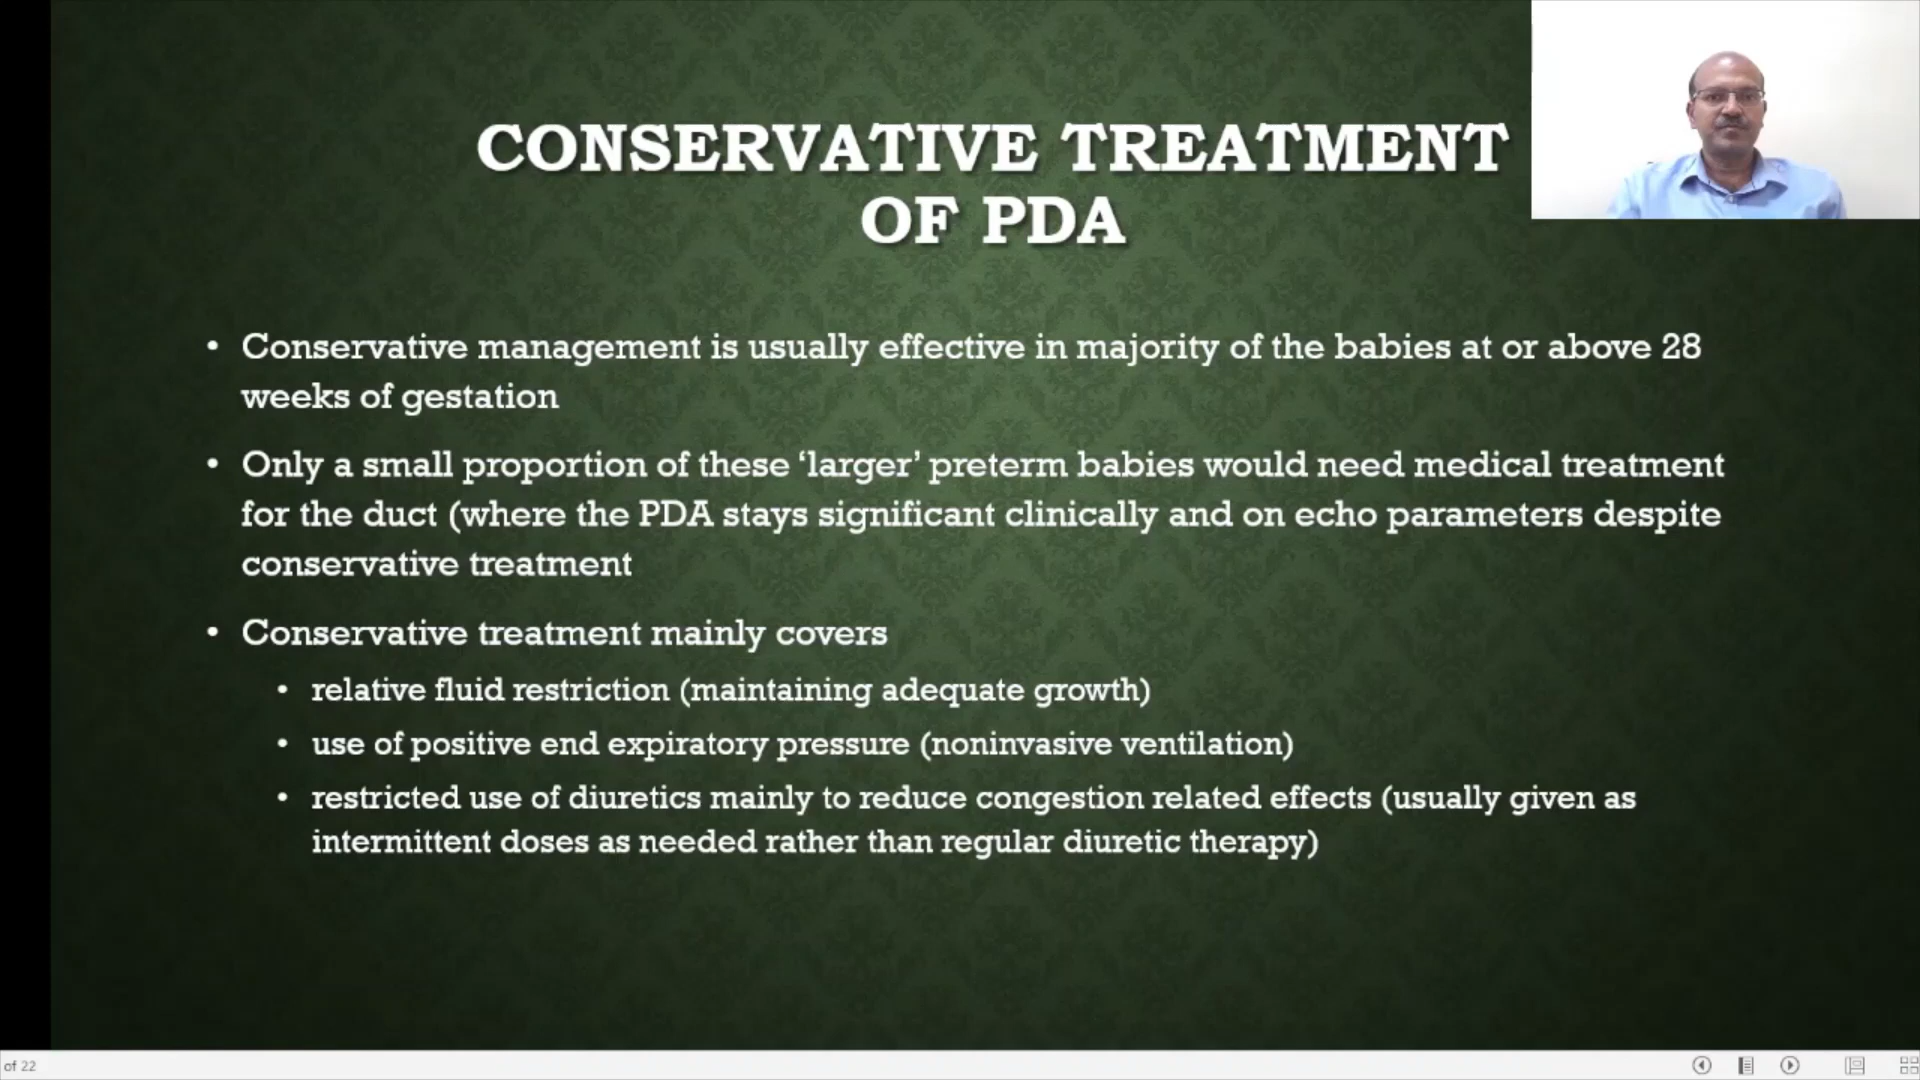 CONSERVATIVE TREATMENT
OF PDA
• Conservative management is usually effective in majority of the babies at or above 28
weeks of gestation
• Only a small proportion of these ‘larger’ preterm babies would need medical treatment
for the duct (where the PDA stays significant clinically and on echo parameters despite
conservative treatment
• Conservative treatment mainly covers
• relative fluid restriction (maintaining adequate growth)
• use of positive end expiratory pressure (noninvasive ventilation)
• restricted use of diuretics mainly to reduce congestion related effects (usually given as
intermittent doses as needed rather than regular diuretic therapy)
of 22